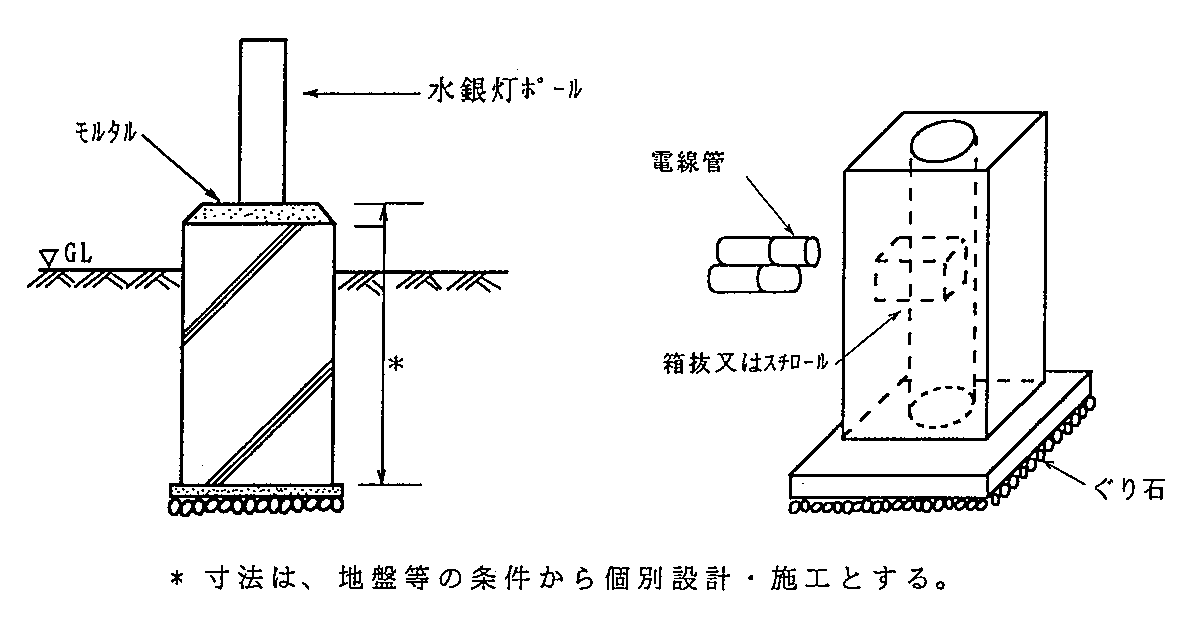 水銀灯ﾎﾟｰﾙ
ﾓﾙﾀﾙ
GL
*
電線管
箱抜又はｽﾁﾛｰﾙ
ぐり石
* 寸法は、地盤等の条件から個別設計・施工とする。